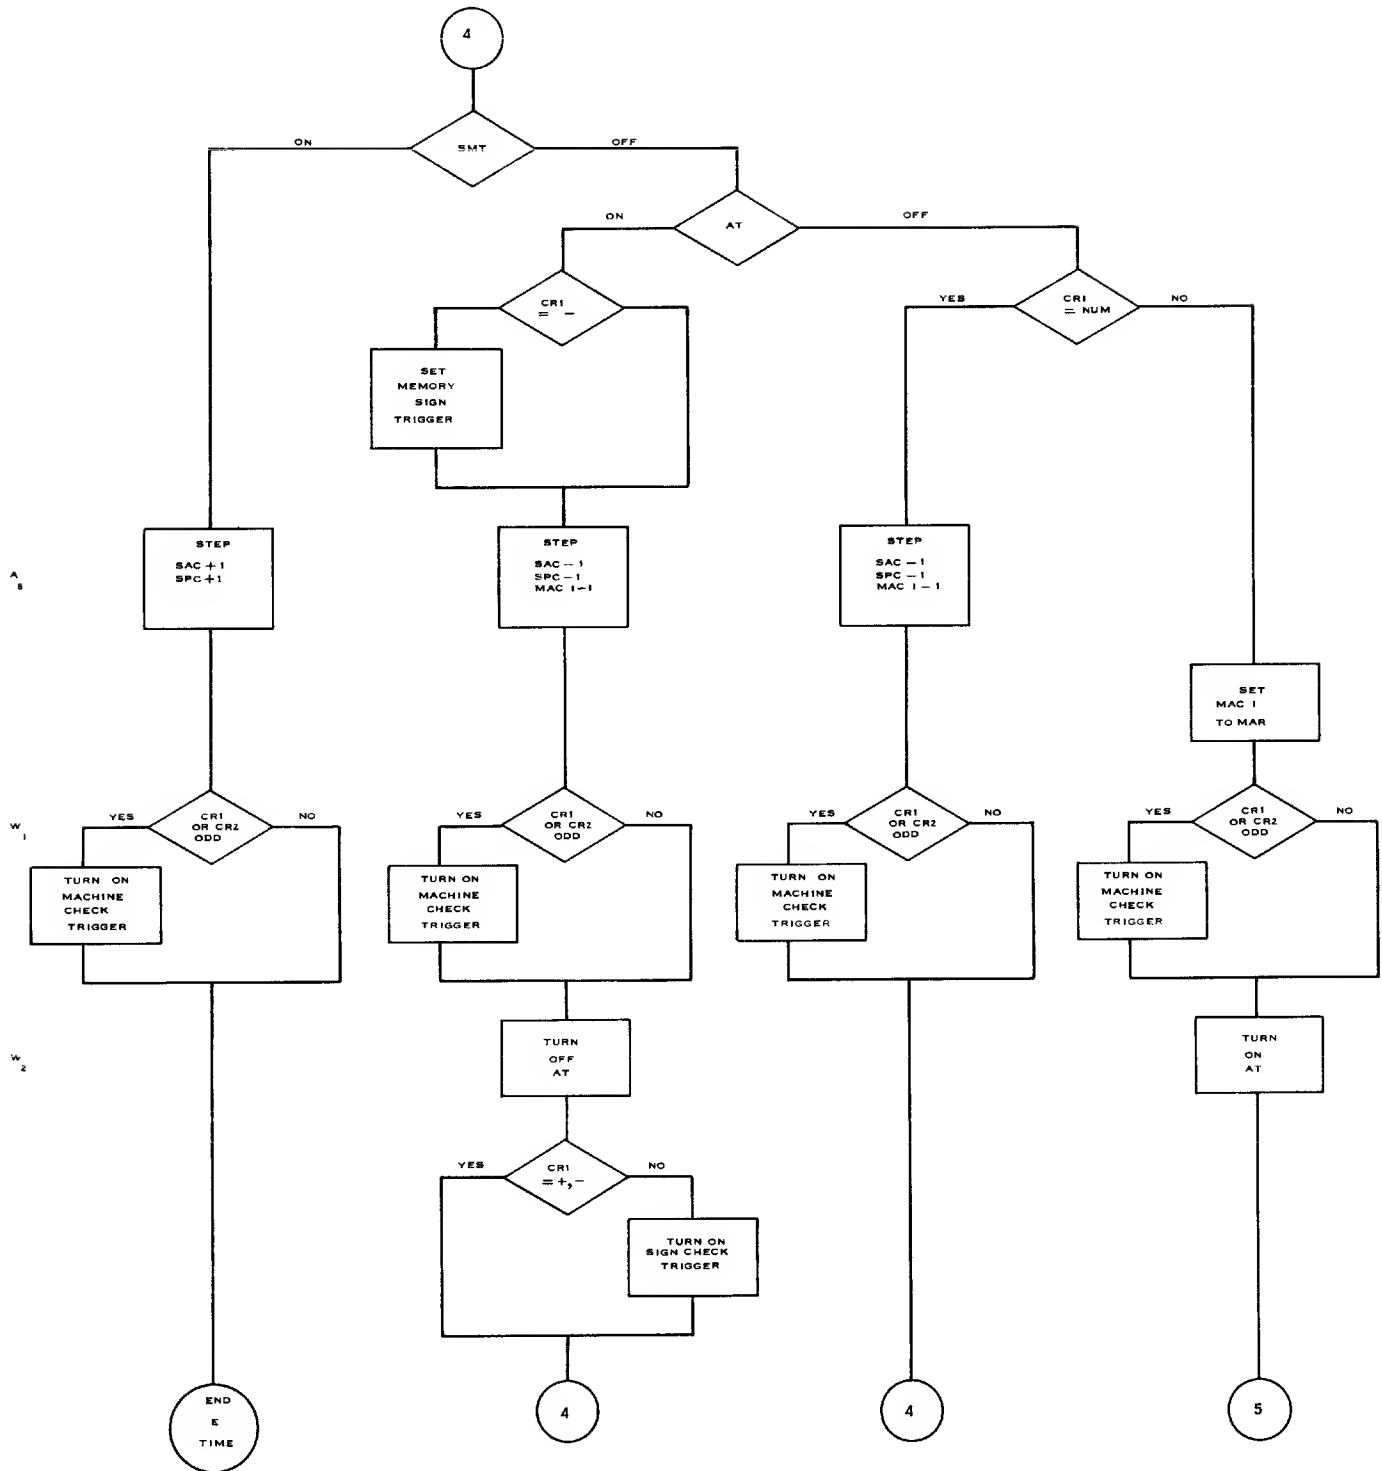 4
SMT
ON
OFF
AT
ON
OFF
CR1
= -
CR1
= NUM
YES
NO
SET
MEMORY
SIGN
TRIGGER
A
STEP
SAC + 1
SPC + 1
STEP
SAC - 1
SPC - 1
MAC I - 1
STEP
SAC - 1
SPC - 1
MAC I - 1
SET
MAC I
TO MAR
W
1
YES
CR1
OR CR2
ODD
NO
TURN ON
MACHINE
CHECK
TRIGGER
YES
CR1
OR CR2
ODD
NO
TURN ON
MACHINE
CHECK
TRIGGER
YES
CR1
OR CR2
ODD
NO
TURN ON
MACHINE
CHECK
TRIGGER
YES
CR1
OR CR2
ODD
NO
TURN ON
MACHINE
CHECK
TRIGGER
W
2
TURN
OFF
AT
TURN
ON
AT
YES
CR1
= +, -
NO
TURN ON
SIGN CHECK
TRIGGER
END
E
TIME
4
4
5